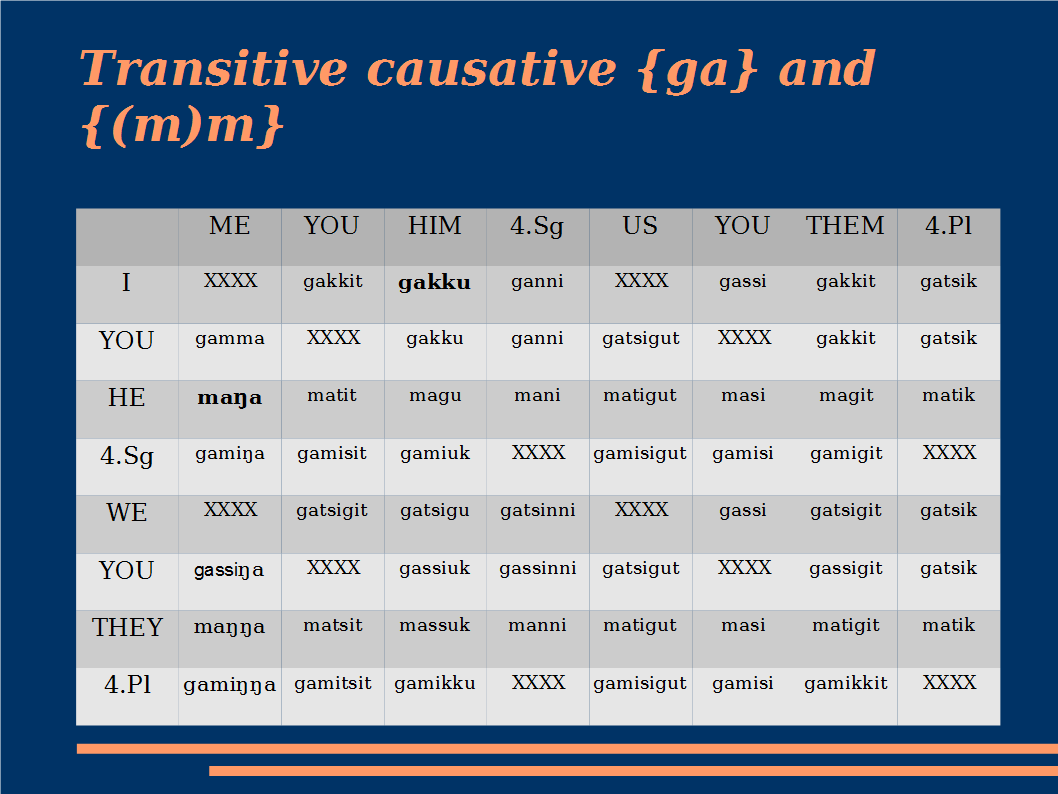 Transitive causative {ga} and
{(m)m}
ME YOU HIM 4.Sg US YOU THEM 4.Pl
I XXXX gakkit gakku ganni XXXX gassi gakkit gatsik
YOU gamma XXXX gakku ganni gatsigut XXXX gakkit gatsik
HE maŋa matit magu mani matigut masi magit matik
4.Sg gamiŋa gamisit gamiuk XXXX gamisigut gamisi gamigit XXXX
WE XXXX gatsigit gatsigu gatsinni XXXX gassi gatsigit gatsik
YOU gassiŋa XXXX gassiuk gassinni gatsigut XXXX gassigit gatsik
THEY maŋŋa matsit massuk manni matigut masi matigit matik
4.Pl gamiŋŋa gamitsit gamikku XXXX gamisigut gamisi gamikkit XXXX